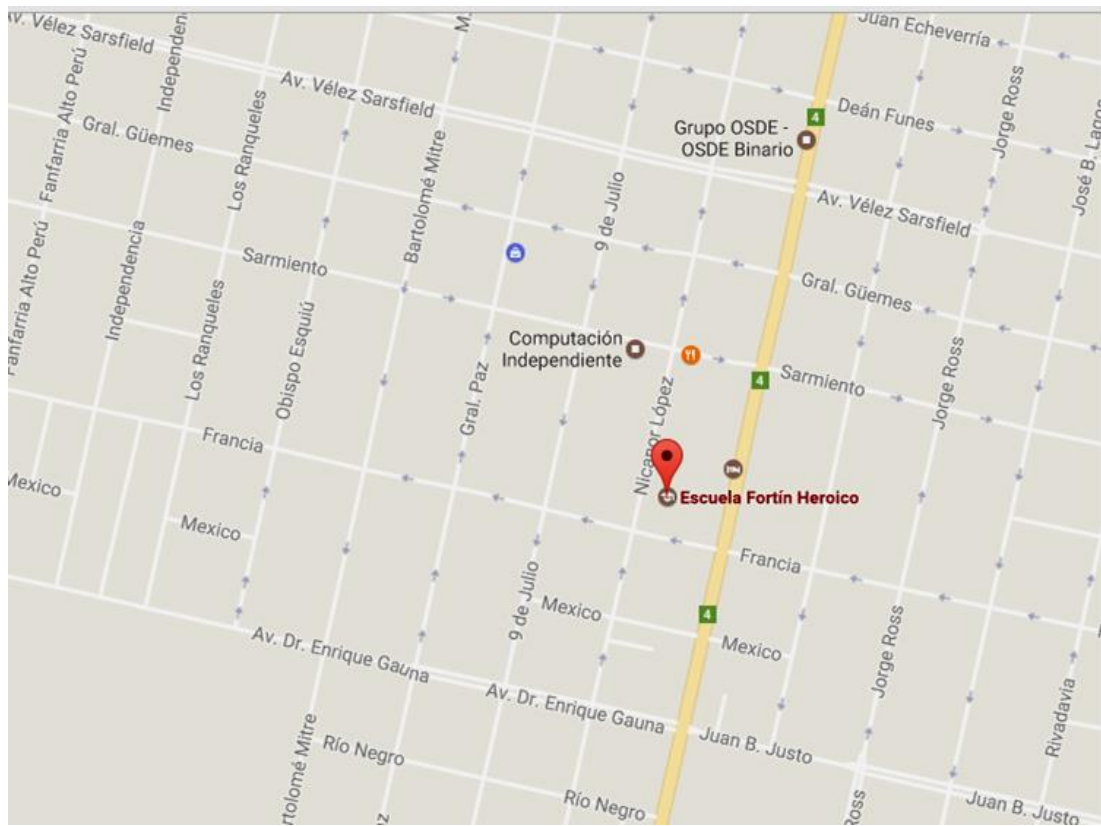 Av. Vélez Sarsfield
Fanfarria Alto Perú
Independencia
Los Ranqueles
Av. Vélez Sarsfield
Juan Echeverría
Jorge Ross
Deán Funes
4
Grupo OSDE -
OSDE Binario
José B. Lagos
Gral. Güemes
Bartolomé Mitre
9 de Julio
Av. Vélez Sarsfield
Fanfarria Alto Perú
Independencia
Sarmiento
Gral. Güemes
Los Ranqueles
Obispo Esquiú
Computación
Independiente
Gral. Paz
Nicanor López
4
Sarmiento
Jorge Ross
Francia
Mexico
Mexico
Escuela Fortín Heroico
Francia
9 de Julio
Mexico
4
Mexico
Jorge Ross
Av. Dr. Enrique Gauna
Av. Dr. Enrique Gauna
Juan B. Justo
Rivadavia
Río Negro
Río Negro
Juan B. Justo